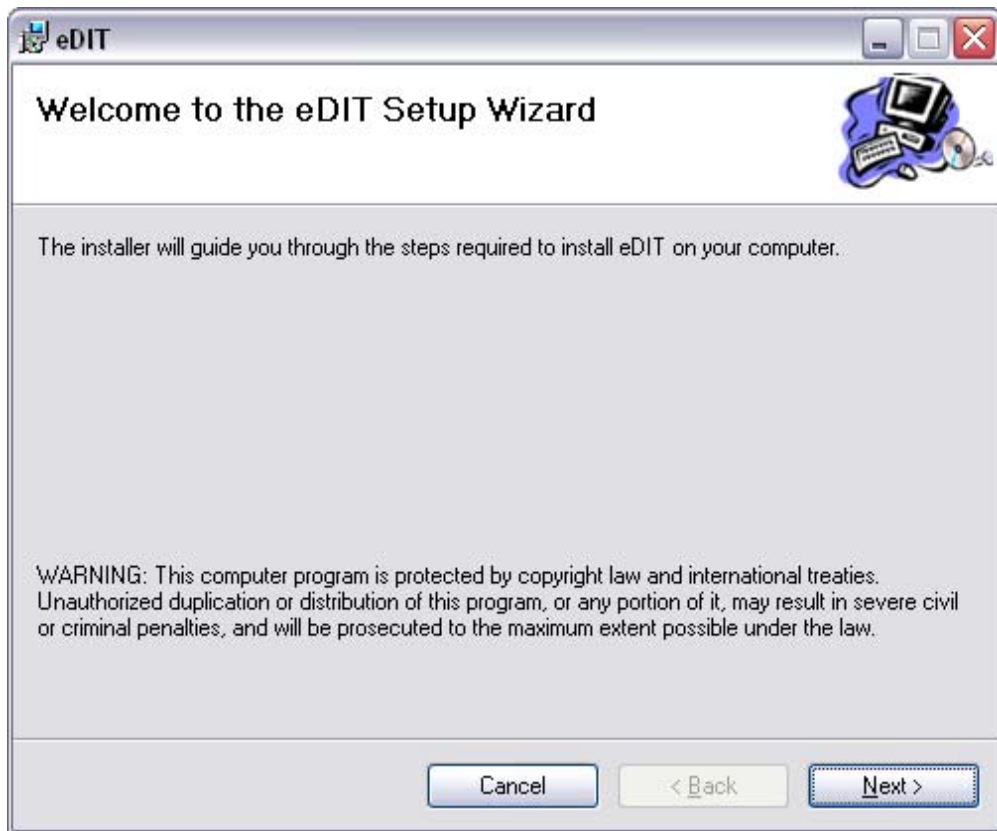 eDIT
Welcome to the eDIT Setup Wizard
The installer will guide you through the steps required to install eDIT on your computer.
WARNING: This computer program is protected by copyright law and international treaties.
Unauthorized duplication or distribution of this program, or any portion of it, may result in severe civil
or criminal penalties, and will be prosecuted to the maximum extent possible under the law.
Cancel < Back Next >